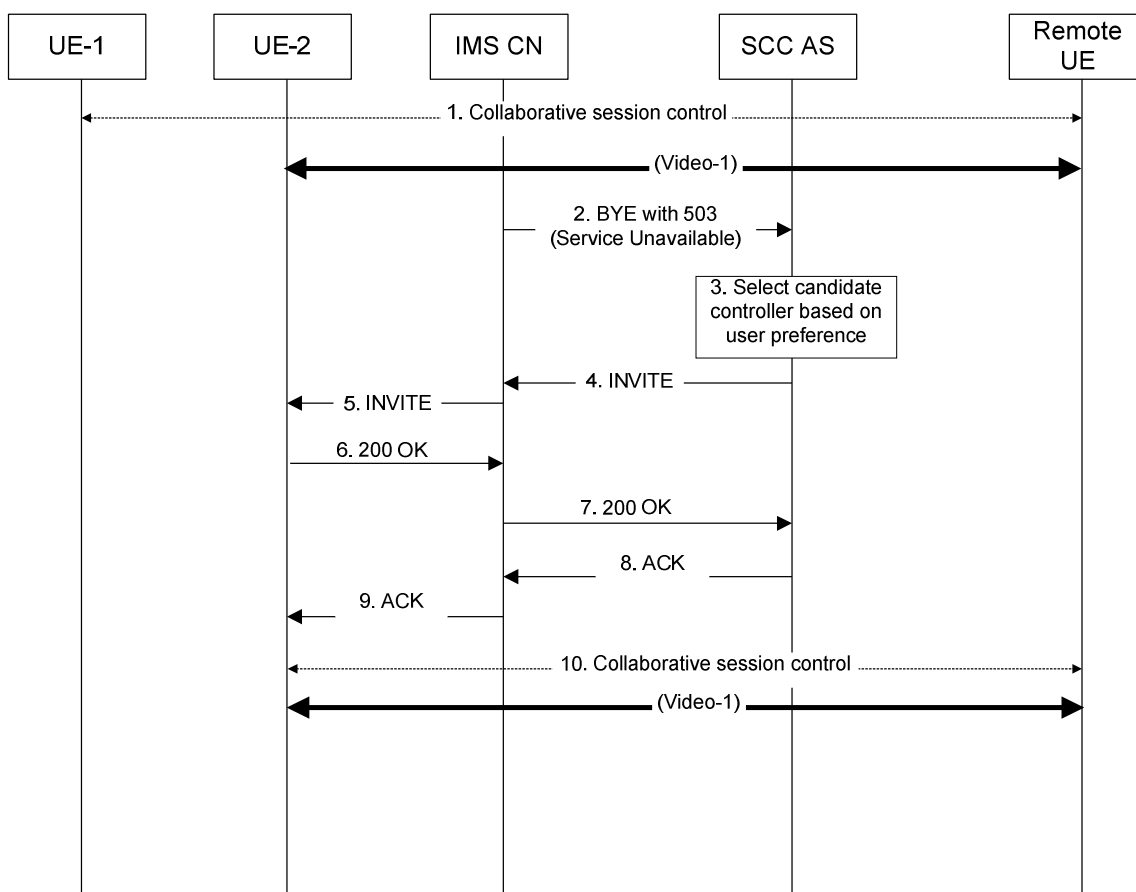 UE-1
UE-2
IMS CN
SCC AS
Remote
UE
1. Collaborative session control
(Video-1)
2. BYE with 503
(Service Unavailable)
3. Select candidate
controller based on
user preference
4. INVITE
5. INVITE
6. 200 OK
7. 200 OK
8. ACK
9. ACK
10. Collaborative session control
(Video-1)